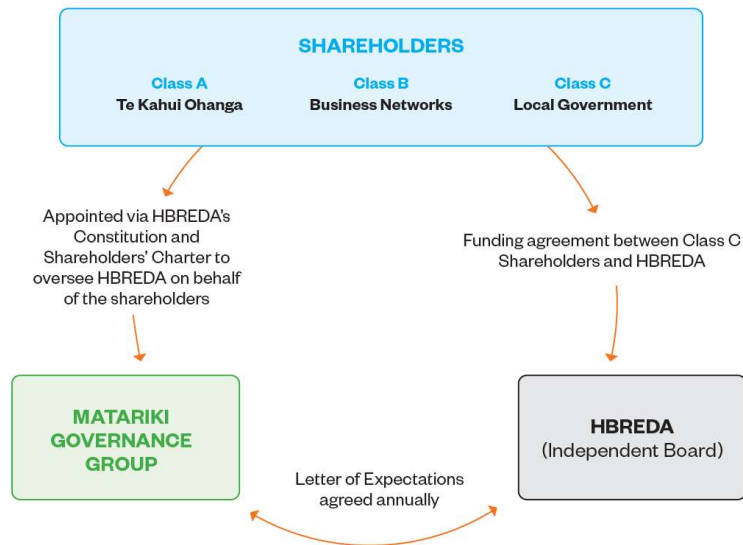 SHAREHOLDERS
Class A
Te Kahui Ohanga
Class B
Business Networks
Class C
Local Government
Appointed via HBREDA’s
Constitution and
Shareholders’ Charter to
oversee HBREDA on behalf
of the shareholders
Funding agreement between Class C
Shareholders and HBREDA
MATARIKI
GOVERNANCE
GROUP
HBREDA
(Independent Board)
Letter of Expectations
agreed annually